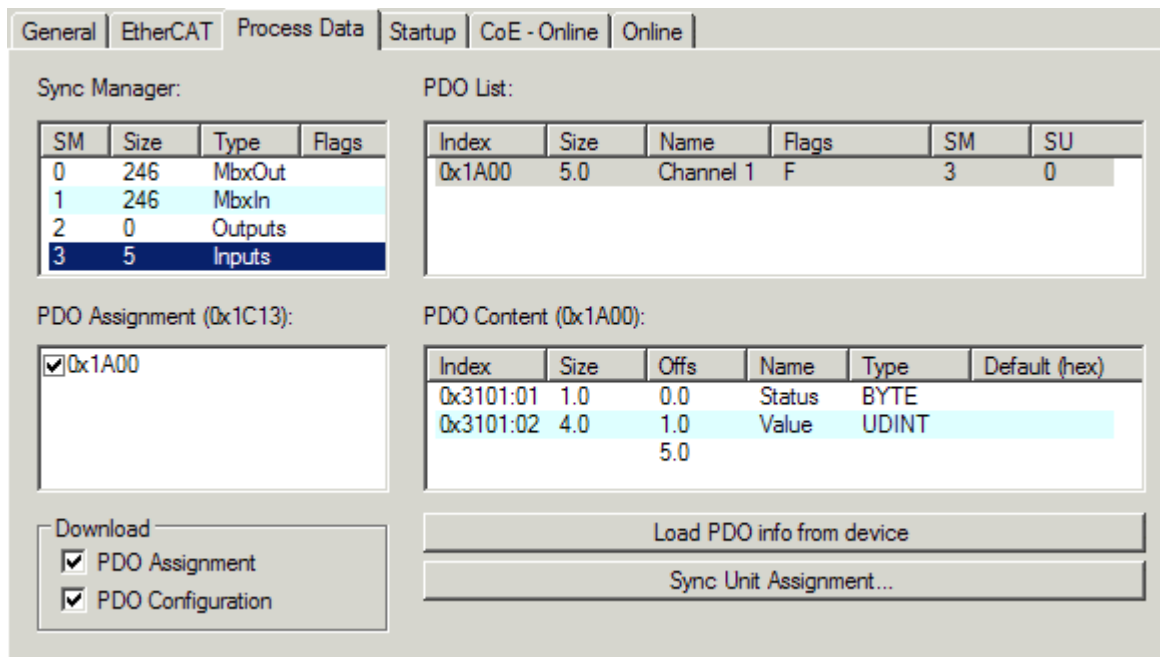 General EtherCAT Process Data Startup CoE - Online Online
Sync Manager:
SM Size Type Flags
0 246 MbxOut
1 246 MbxIn
2 0 Outputs
3 5 Inputs
PDO List:
Index Size Name Flags SM SU
0x1A00 5.0 Channel 1 F 3 0
PDO Assignment (0x1C13):
0x1A00
PDO Content (0x1A00):
Index Size Offs Name Type Default (hex)
0x3101:01 1.0 0.0 Status BYTE
0x3101:02 4.0 1.0 Value UDINT
5.0
Download
PDO Assignment
PDO Configuration
Load PDO info from device
Sync Unit Assignment...